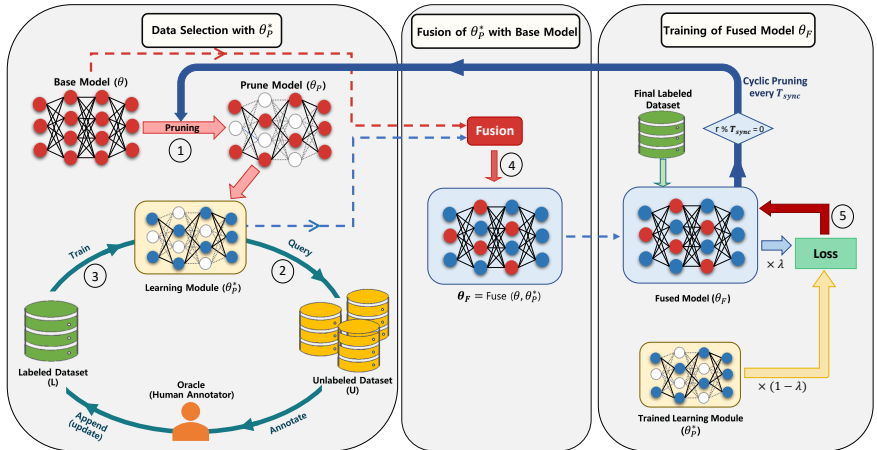 Data Selection with θ*P
Base Model (θ)
Prune Model (θP)
Pruning
1
Learning Module (θ*P)
Train
3
Query
2
Labeled Dataset
(L)
Unlabeled Dataset
(U)
Oracle
(Human Annotator)
Append
(update)
Annotate
Fusion of θ*P with Base Model
Fusion
4
θF = Fuse (θ, θ*P)
Training of Fused Model θF
Final Labeled
Dataset
Cyclic Pruning
every Tsync
r % Tsync = 0
5
Loss
× λ
Fused Model (θF)
× (1 − λ)
Trained Learning Module
(θ*P)